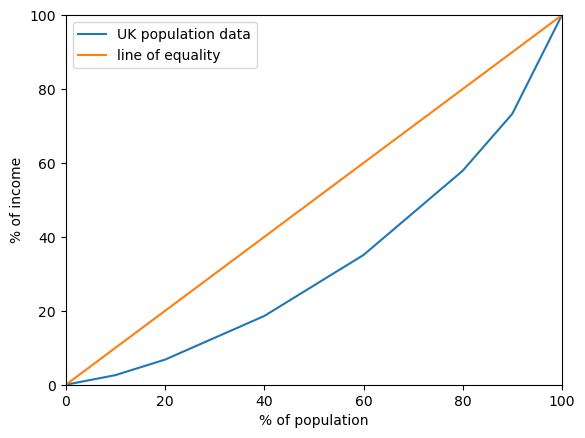 100
UK population data
line of equality
80
60
% of income
40
20
0
0 20 40 60 80 100
% of population